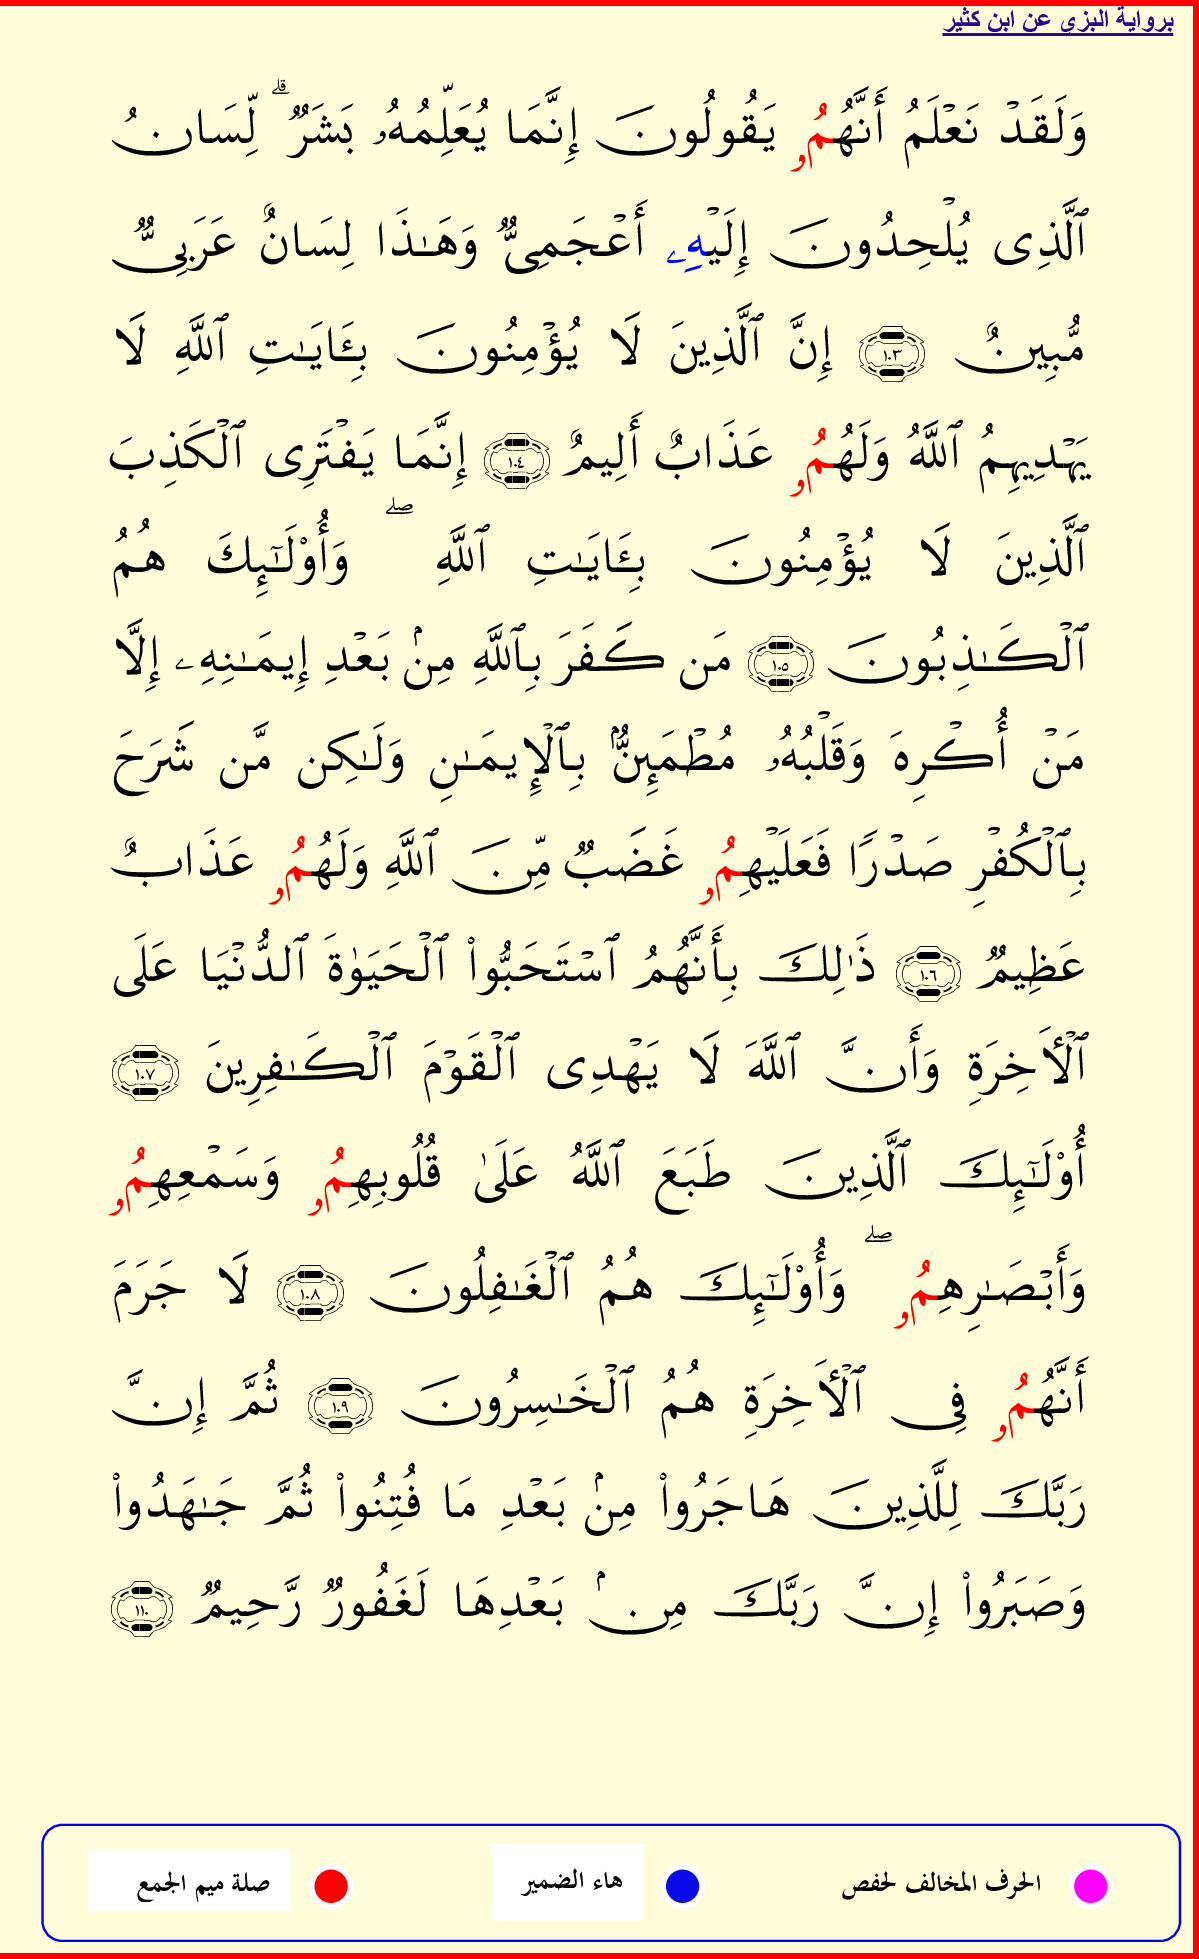 برواية البزي عن ابن كثير
وَلَقَدْ نَعْلَمُ أَنَّهُمُۥ يَقُولُونَ إِنَّمَا يُعَلِّمُهُۥ بَشَرٌ ۗ لِّسَانُ
ٱلَّذِى يُلْحِدُونَ إِلَيْهِۦ أَعْجَمِىٌّ وَهَـٰذَا لِسَانٌ عَرَبِىٌّ
مُّبِينٌ ١٠٣ إِنَّ ٱلَّذِينَ لَا يُؤْمِنُونَ بِـَٔايَـٰتِ ٱللَّهِ لَا
يَهْدِيهِمُ ٱللَّهُ وَلَهُمُۥ عَذَابٌ أَلِيمٌ ١٠٤ إِنَّمَا يَفْتَرِى ٱلْكَذِبَ
ٱلَّذِينَ لَا يُؤْمِنُونَ بِـَٔايَـٰتِ ٱللَّهِ ۖ وَأُوْلَـٰٓئِكَ هُمُ
ٱلْكَـٰذِبُونَ ١٠٥ مَن كَفَرَ بِٱللَّهِ مِنۢ بَعْدِ إِيمَـٰنِهِۦ إِلَّا
مَنْ أُكْرِهَ وَقَلْبُهُۥ مُطْمَئِنٌّۢ بِٱلْإِيمَـٰنِ وَلَـٰكِن مَّن شَرَحَ
بِٱلْكُفْرِ صَدْرًا فَعَلَيْهِمُۥ غَضَبٌ مِّنَ ٱللَّهِ وَلَهُمُۥ عَذَابٌ
عَظِيمٌ ١٠٦ ذَٰلِكَ بِأَنَّهُمُ ٱسْتَحَبُّوا۟ ٱلْحَيَوٰةَ ٱلدُّنْيَا عَلَى
ٱلْأَخِرَةِ وَأَنَّ ٱللَّهَ لَا يَهْدِى ٱلْقَوْمَ ٱلْكَـٰفِرِينَ ١٠٧
أُوْلَـٰٓئِكَ ٱلَّذِينَ طَبَعَ ٱللَّهُ عَلَىٰ قُلُوبِهِمُۥ وَسَمْعِهِمُۥ
وَأَبْصَـٰرِهِمُۥ ۖ وَأُوْلَـٰٓئِكَ هُمُ ٱلْغَـٰفِلُونَ ١٠٨ لَا جَرَمَ
أَنَّهُمُۥ فِى ٱلْأَخِرَةِ هُمُ ٱلْخَـٰسِرُونَ ١٠٩ ثُمَّ إِنَّ
رَبَّكَ لِلَّذِينَ هَاجَرُوا۟ مِنۢ بَعْدِ مَا فُتِنُوا۟ ثُمَّ جَـٰهَدُوا۟
وَصَبَرُوا۟ إِنَّ رَبَّكَ مِنۢ بَعْدِهَا لَغَفُورٌ رَّحِيمٌ ١١٠
الحرف المخالف لحفص هاء الضمير صلة ميم الجمع